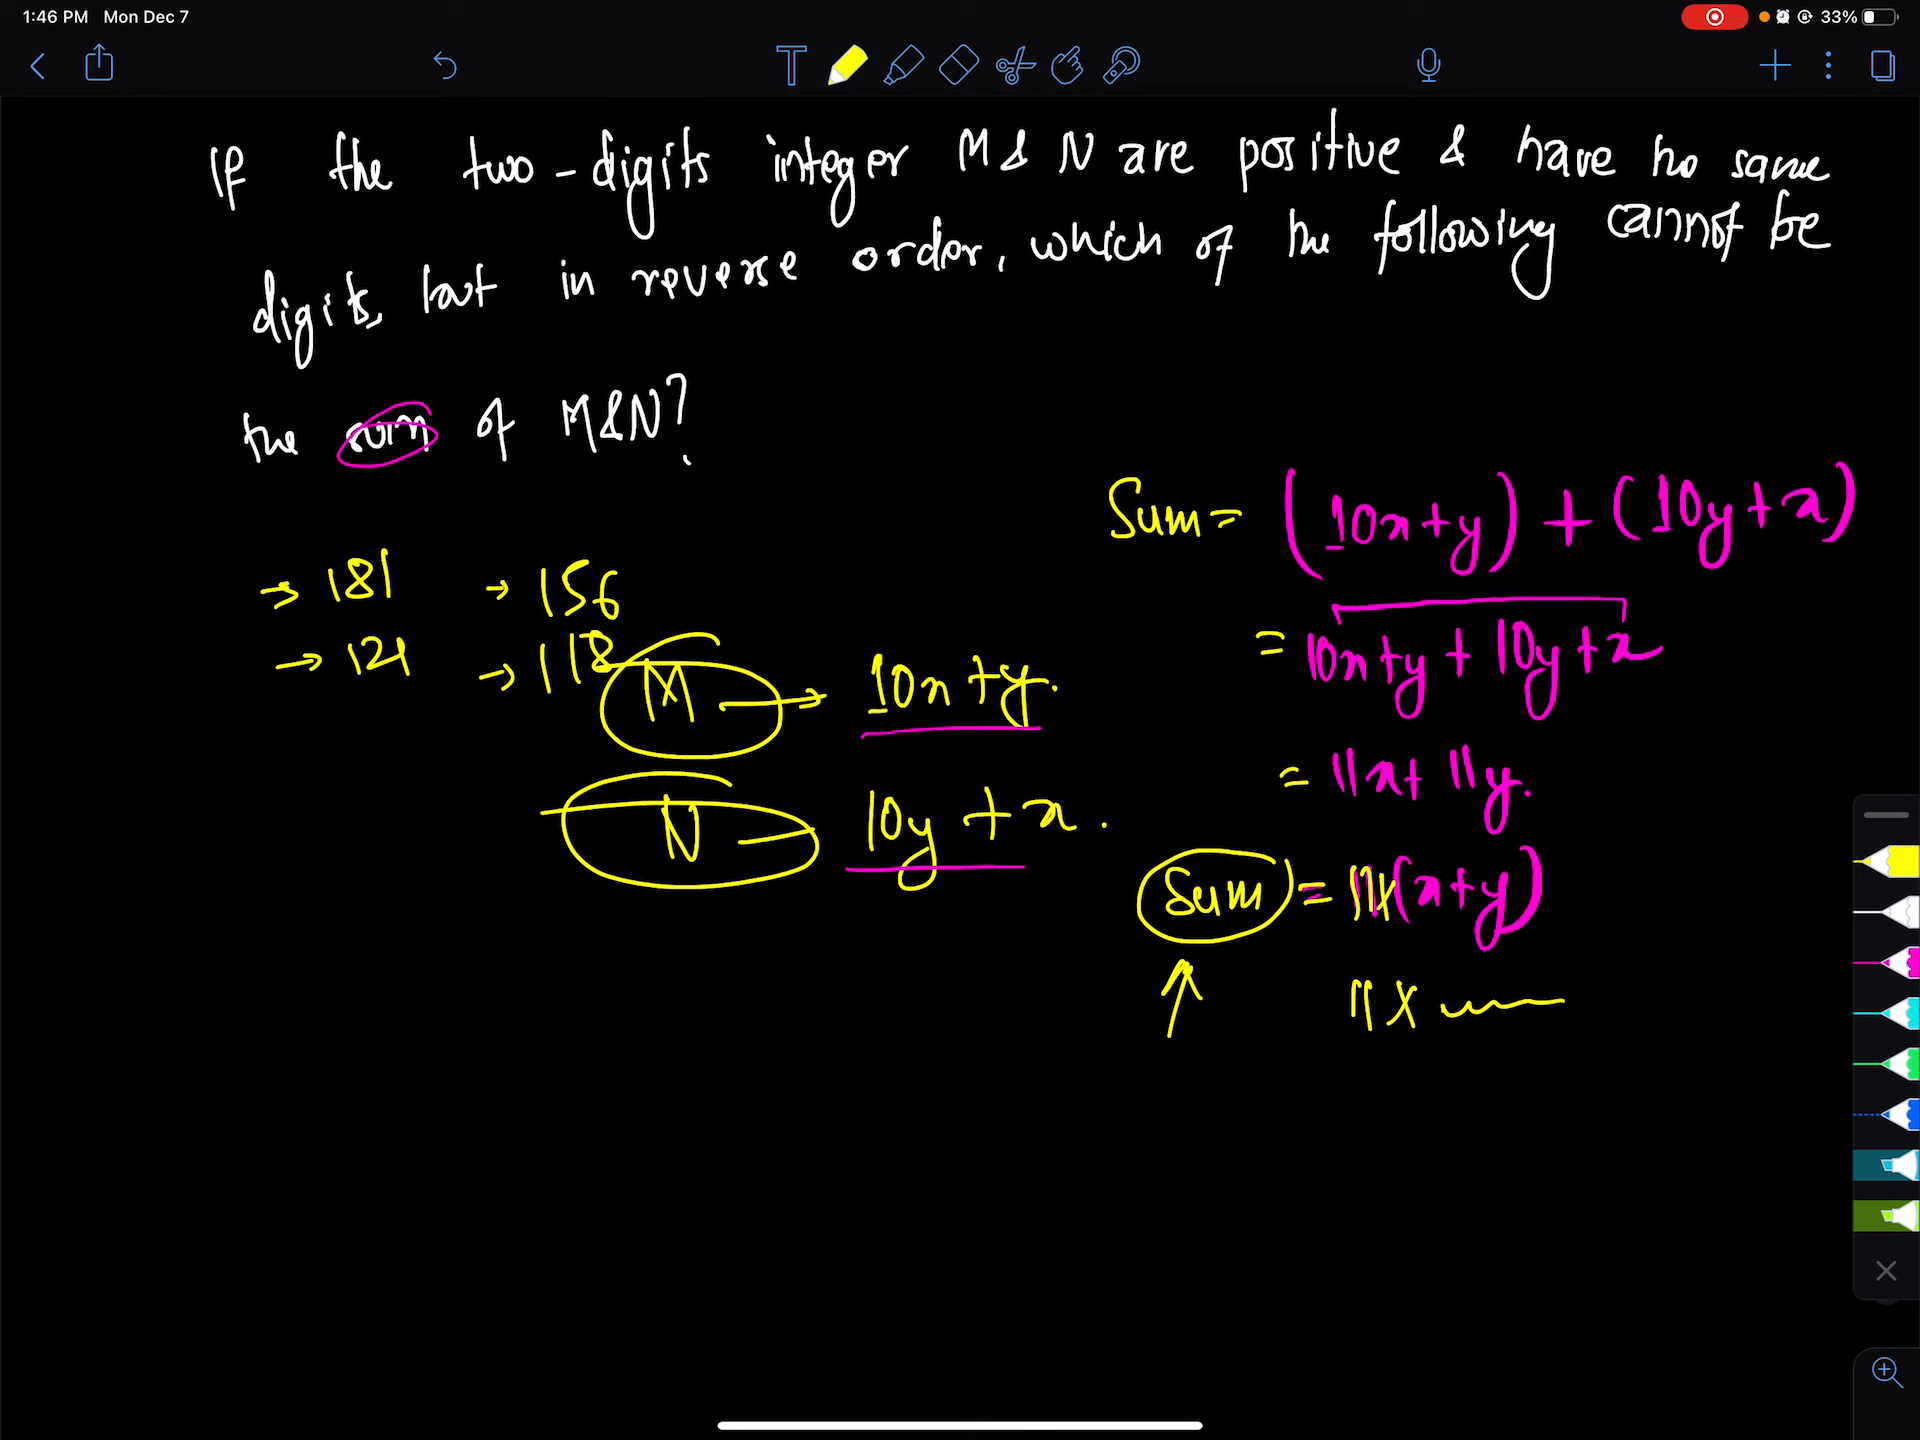 1:46 PM Mon Dec 7
33%
If the two-digits integer M & N are positive & have no same
digits, but in reverse order, which of the following cannot be
the sum of M&N?
Sum = (10x+y) + (10y+x)
→ 181 → 156
→ 121 → 118
= 10x+y + 10y+x
M → 10x+y.
= 11x+ 11y.
N 10y + x.
Sum = 11x(x+y)
11 x